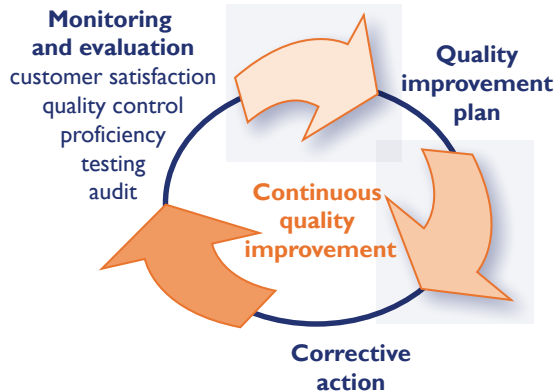 Monitoring
and evaluation
customer satisfaction
quality control
proficiency
testing
audit
Quality
improvement
plan
Continuous
quality
improvement
Corrective
action